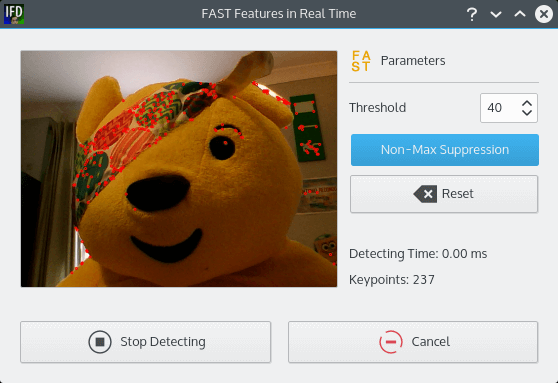 IFD
FAST Features in Real Time
FA
ST
Parameters
Threshold
40
Non-Max Suppression
Reset
Detecting Time: 0.00 ms
Keypoints: 237
Stop Detecting
Cancel